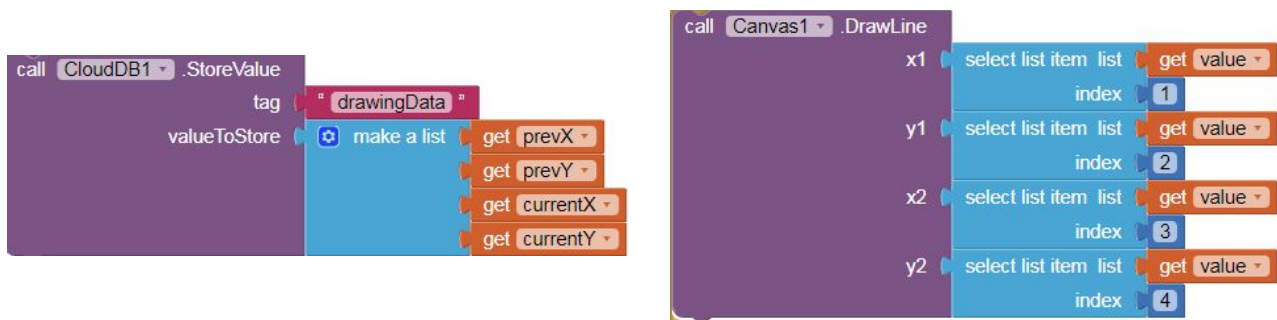 call CloudDB1 .StoreValue
tag " drawingData "
valueToStore make a list get prevX
get prevY
get currentX
get currentY
call Canvas1 .DrawLine
x1 select list item list get value
index 1
y1 select list item list get value
index 2
x2 select list item list get value
index 3
y2 select list item list get value
index 4